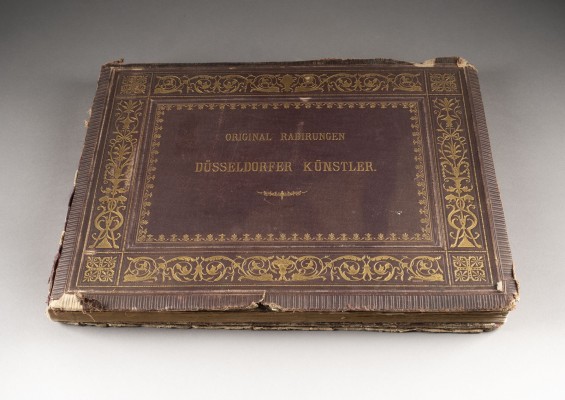 ORIGINAL RADIRUNGEN
DÜSSELDORFER KÜNSTLER.